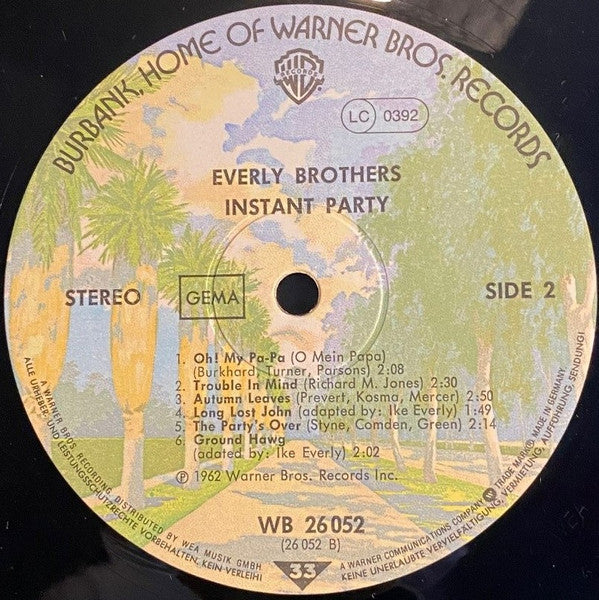 BURBANK, HOME OF WARNER BROS. RECORDS
WB
RECORDS
LC 0392
EVERLY BROTHERS
INSTANT PARTY
STEREO
GEMA
SIDE 2
1. Oh! My Pa-Pa (O Mein Papa)
(Burkhard, Turner, Parsons) 2:08
2. Trouble In Mind (Richard M. Jones) 2:30
3. Autumn Leaves (Prevert, Kosma, Mercer) 2:50
4. Long Lost John (adapted by: Ike Everly) 1:49
5. The Party's Over (Styne, Comden, Green) 2:14
6. Ground Hawg
(adated by: Ike Everly) 2:02
Ⓟ 1962 Warner Bros. Records Inc.
WB 26 052
(26 052 B)
33
A WARNER BROS. RECORDING. DISTRIBUTED BY WEA MUSIK GMBH
ALLE URHEBER- UND LEISTUNGSSCHUTZRECHTE VORBEHALTEN. KEIN VERLEIH!
A WARNER COMMUNICATIONS COMPANY TRADE MARK® MADE IN GERMANY
KEINE UNERLAUBTE VERVIELFÄLTIGUNG, VERMIETUNG, AUFFÜHRUNG, SENDUNG!